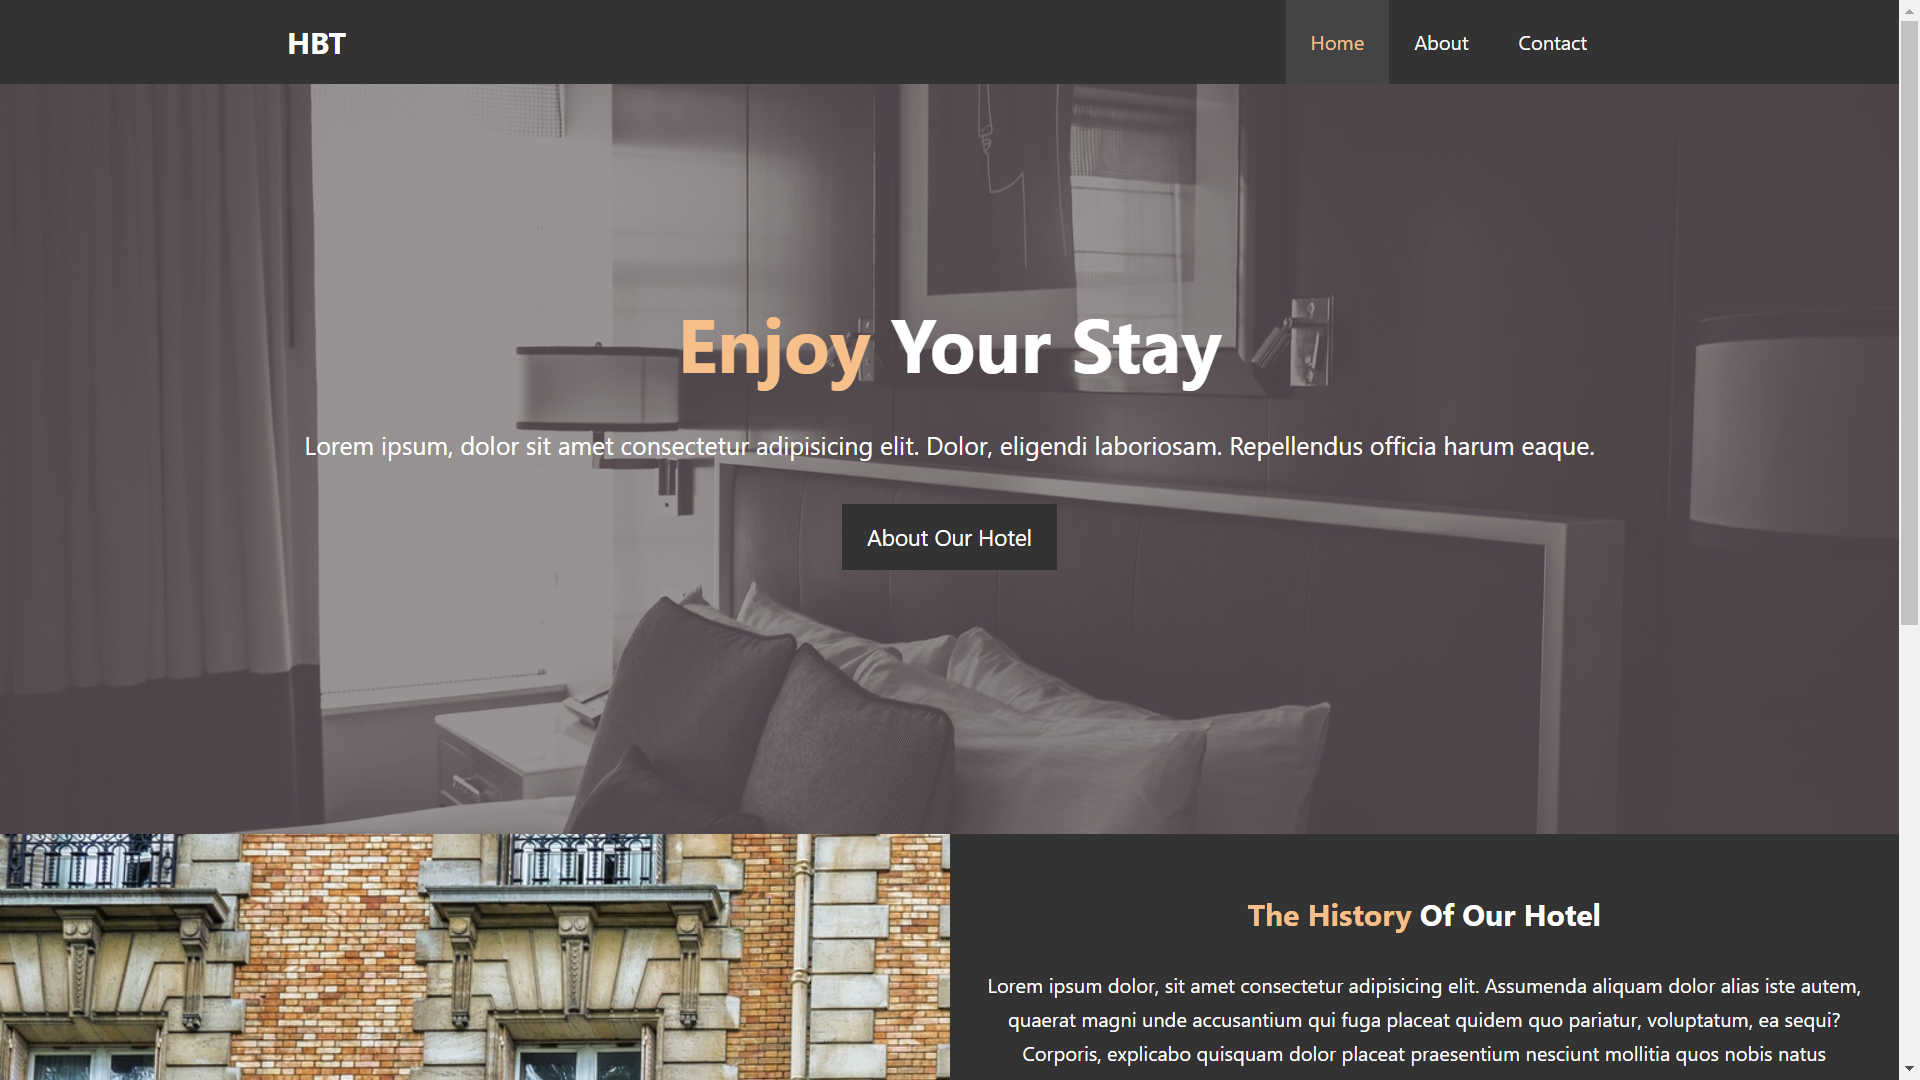 HBT
Home
About
Contact
Enjoy Your Stay
Lorem ipsum, dolor sit amet consectetur adipisicing elit. Dolor, eligendi laboriosam. Repellendus officia harum eaque.
About Our Hotel
The History Of Our Hotel
Lorem ipsum dolor, sit amet consectetur adipisicing elit. Assumenda aliquam dolor alias iste autem,
quaerat magni unde accusantium qui fuga placeat quidem quo pariatur, voluptatum, ea sequi?
Corporis, explicabo quisquam dolor placeat praesentium nesciunt mollitia quos nobis natus